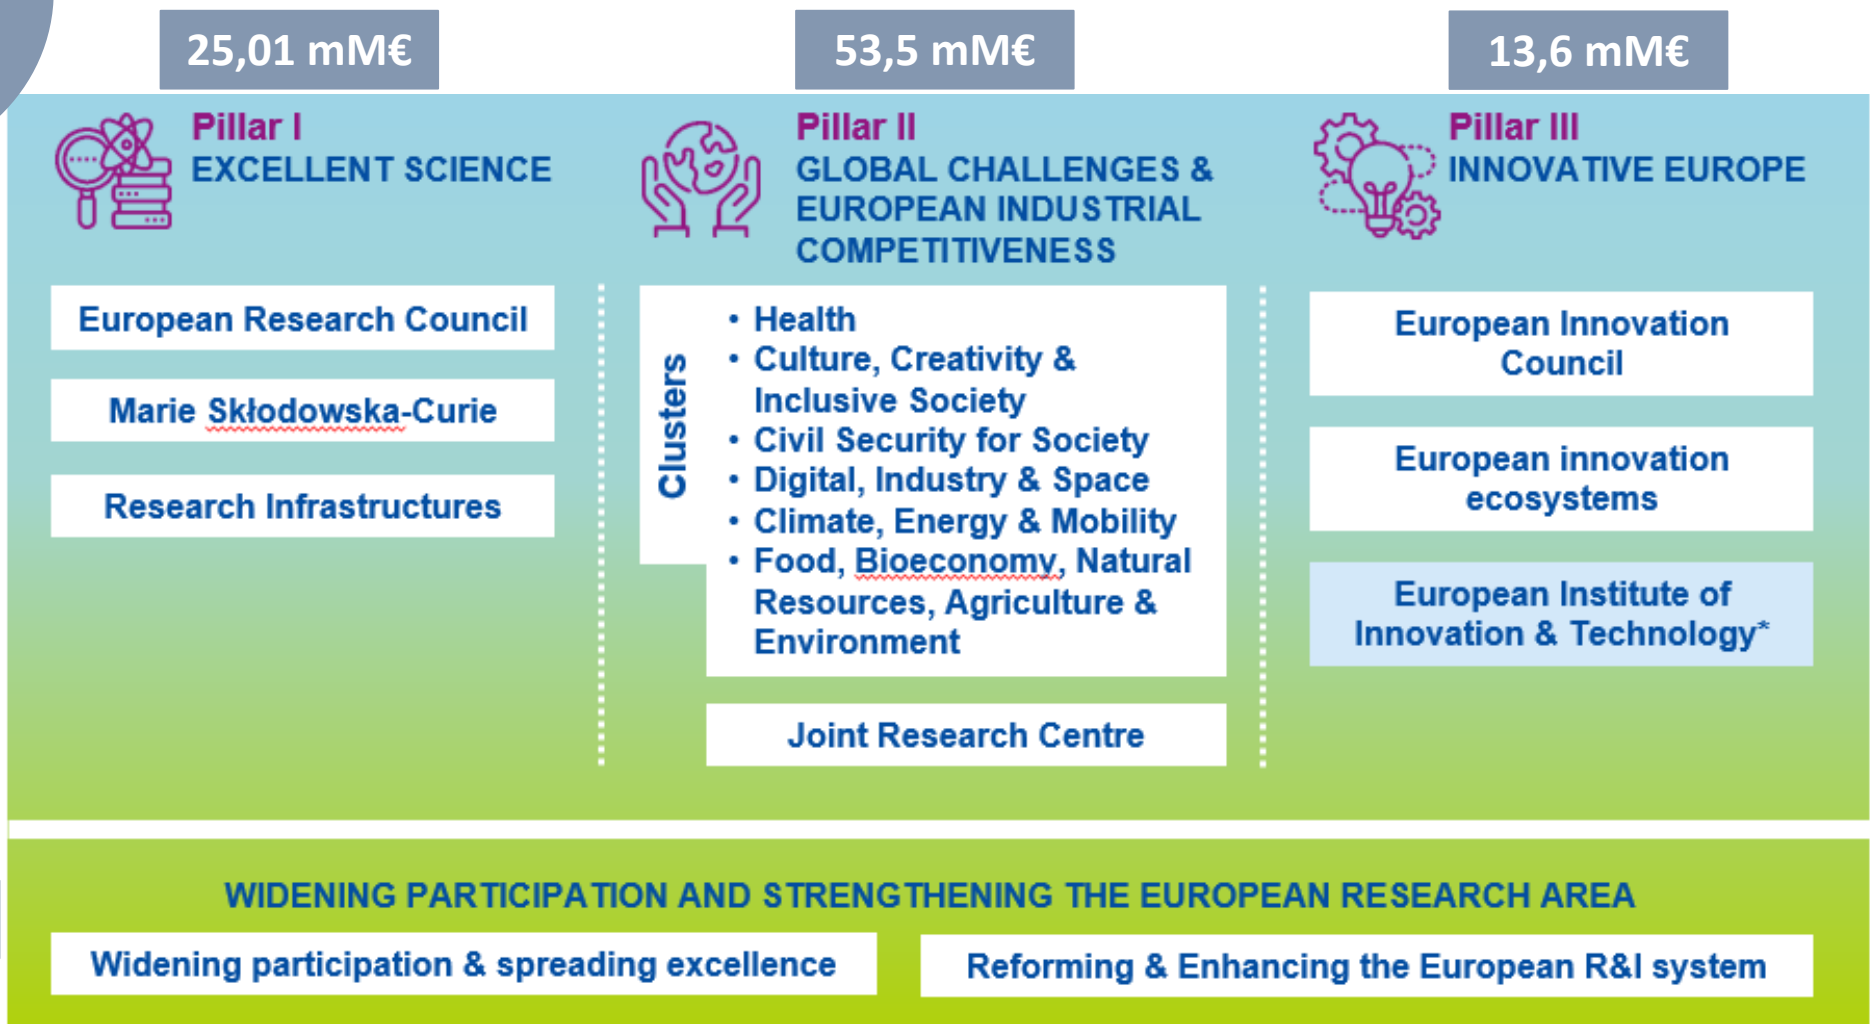 25,01 mM€
53,5 mM€
13,6 mM€
Pillar I
EXCELLENT SCIENCE
European Research Council
Marie Skłodowska-Curie
Research Infrastructures
Pillar II
GLOBAL CHALLENGES &
EUROPEAN INDUSTRIAL
COMPETITIVENESS
Clusters
• Health
• Culture, Creativity &
Inclusive Society
• Civil Security for Society
• Digital, Industry & Space
• Climate, Energy & Mobility
• Food, Bioeconomy, Natural
Resources, Agriculture &
Environment
Joint Research Centre
Pillar III
INNOVATIVE EUROPE
European Innovation
Council
European innovation
ecosystems
European Institute of
Innovation & Technology*
WIDENING PARTICIPATION AND STRENGTHENING THE EUROPEAN RESEARCH AREA
Widening participation & spreading excellence
Reforming & Enhancing the European R&I system